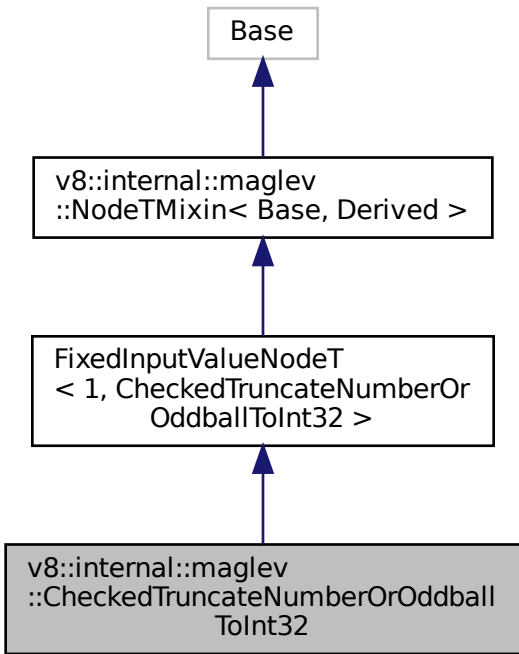 Base
v8::internal::maglev
::NodeTMixin< Base, Derived >
FixedInputValueNodeT
< 1, CheckedTruncateNumberOr
OddballToInt32 >
v8::internal::maglev
::CheckedTruncateNumberOrOddball
ToInt32